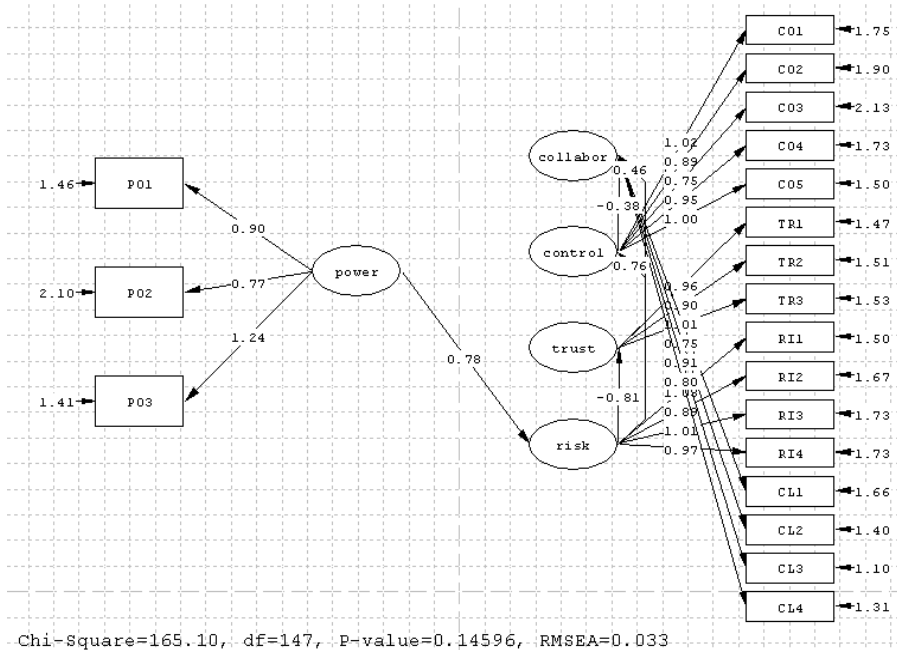 CO1 1.75
CO2 1.90
CO3 2.13
CO4 1.73
CO5 1.50
TR1 1.47
TR2 1.51
TR3 1.53
RI1 1.50
RI2 1.67
RI3 1.73
RI4 1.73
CL1 1.66
CL2 1.40
CL3 1.10
CL4 1.31
1.46 PO1
2.10 PO2
1.41 PO3
0.90
0.77
1.24
power
0.78
collabor
control
trust
risk
0.46
-0.38
0.76
-0.81
1.02
0.89
0.75
0.95
1.00
0.96
0.90
1.01
0.75
0.91
0.80
1.01
0.97
Chi-Square=165.10, df=147, P-value=0.14596, RMSEA=0.033